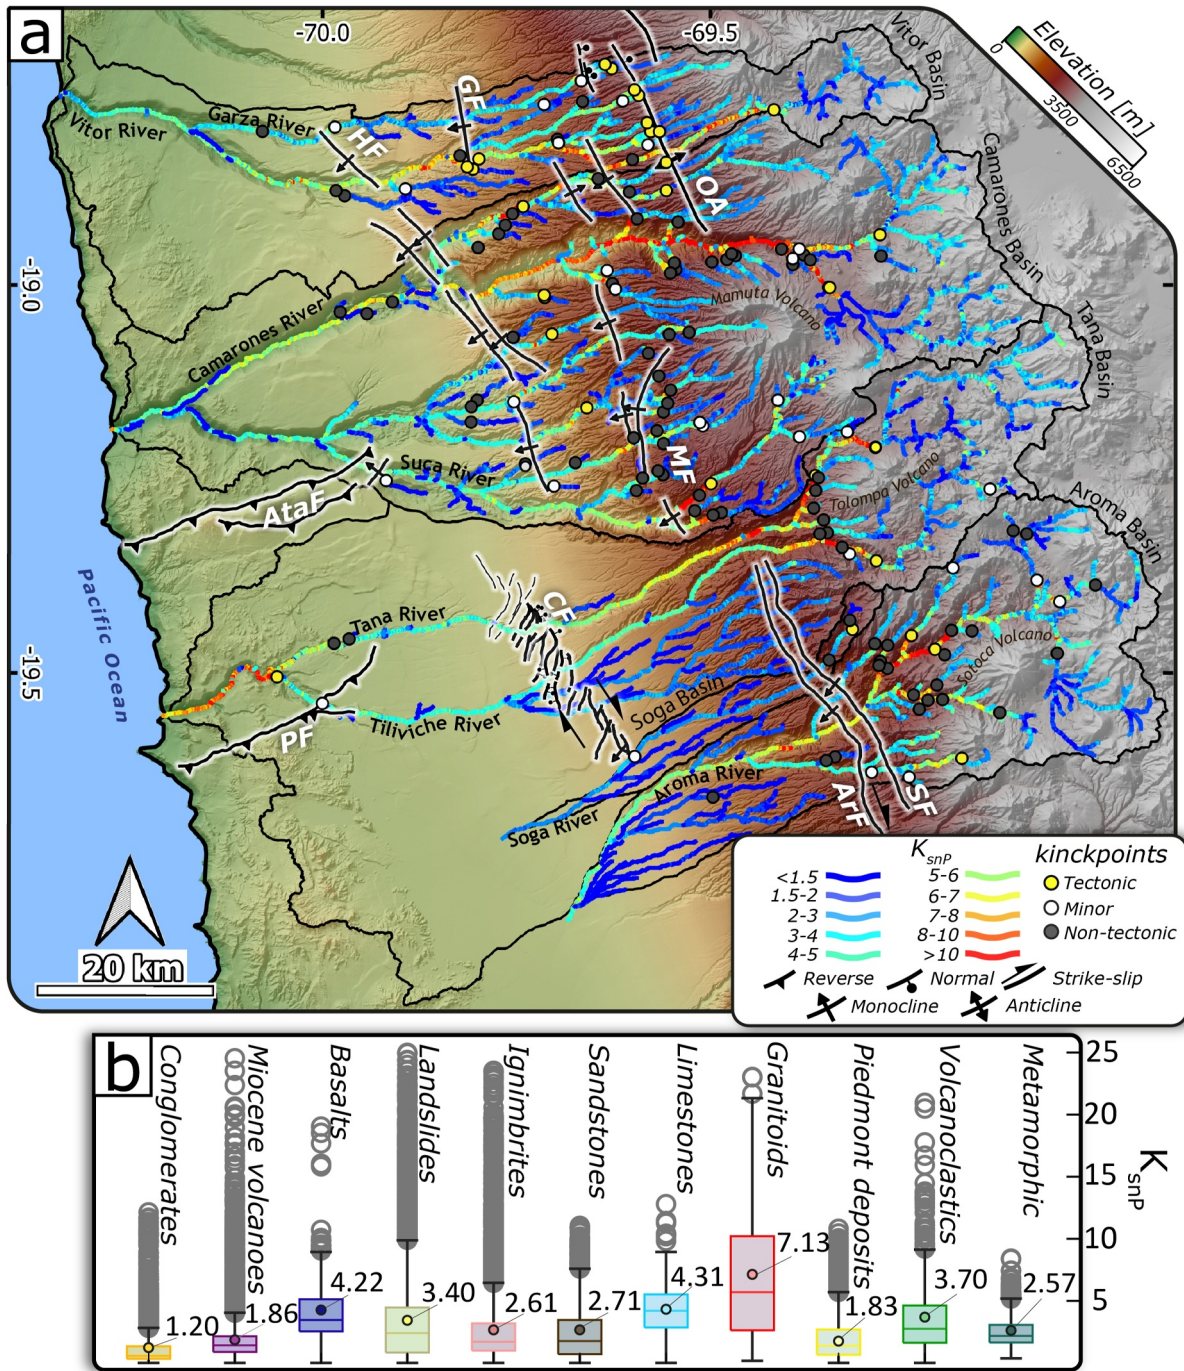 a
-70.0
-69.5
Vitor Basin
Elevation [m]
0
3500
6500
Vitor River
Garza River
HF
GF
OA
Camarones Basin
-19.0
Mamuta Volcano
Tana Basin
Camarones River
Suca River
MF
AtaF
Tolompa Volcano
Aroma Basin
Pacific Ocean
CF
Tana River
-19.5
Sotoca Volcano
Soga Basin
Tiliviche River
PF
Aroma River
Soga River
ArF
SF
20 km
KsnP
<1.5
1.5-2
2-3
3-4
4-5
5-6
6-7
7-8
8-10
>10
kinckpoints
Tectonic
Minor
Non-tectonic
Reverse
Normal
Strike-slip
Monocline
Anticline
b
Conglomerates
Miocene volcanoes
Basalts
Landslides
Ignimbrites
Sandstones
Limestones
Granitoids
Piedmont deposits
Volcanoclastics
Metamorphic
1.20
1.86
4.22
3.40
2.61
2.71
4.31
7.13
1.83
3.70
2.57
25
20
15
10
5
KsnP